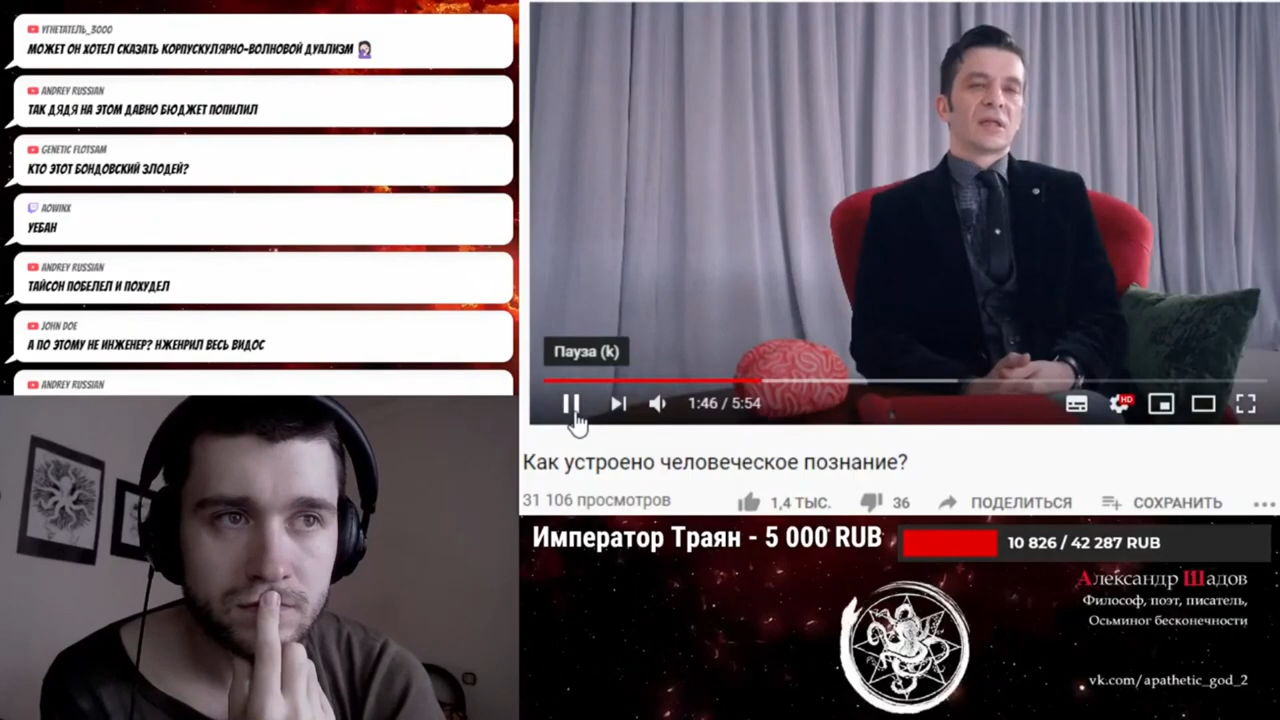 УГНЕТАТЕЛЬ_3000
МОЖЕТ ОН ХОТЕЛ СКАЗАТЬ КОРПУСКУЛЯРНО-ВОЛНОВОЙ ДУАЛИЗМ
ANDREY RUSSIAN
ТАК ДЯДЯ НА ЭТОМ ДАВНО БЮДЖЕТ ПОПИЛИЛ
GENETIC FLOTSAM
КТО ЭТОТ БОНДОВСКИЙ ЗЛОДЕЙ?
AOWINX
УЕБАН
ANDREY RUSSIAN
ТАЙСОН ПОБЕЛЕЛ И ПОХУДЕЛ
JOHN DOE
А ПО ЭТОМУ НЕ ИНЖЕНЕР? НЖЕНРИЛ ВЕСЬ ВИДОС
ANDREY RUSSIAN
Пауза (k)
1:46 / 5:54
HD
Как устроено человеческое познание?
31 106 просмотров
1,4 ТЫС.
36
ПОДЕЛИТЬСЯ
СОХРАНИТЬ
Император Траян - 5 000 RUB
10 826 / 42 287 RUB
Александр Шадов
Философ, поэт, писатель,
Осьминог бесконечности
vk.com/apathetic_god_2